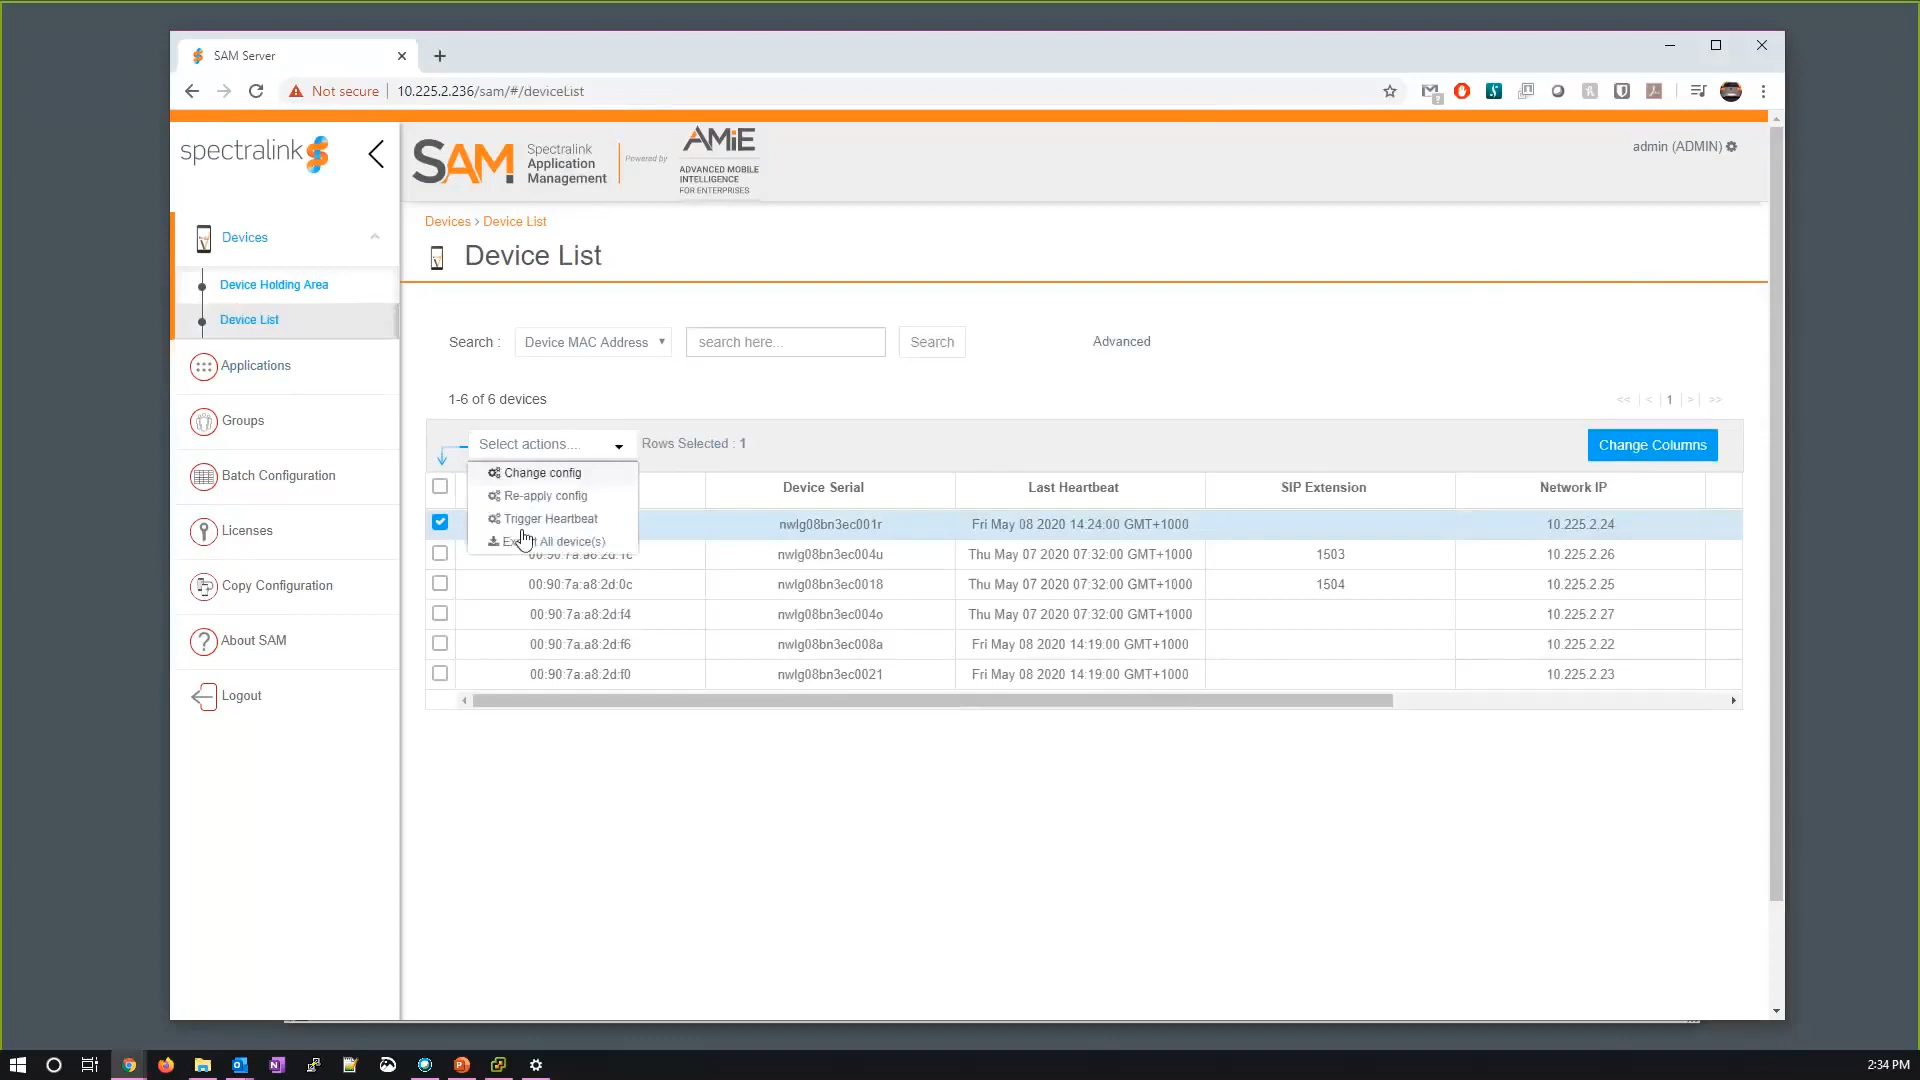 SAM Server
Not secure
10.225.2.236/sam/#/deviceList
spectralink
SAM
Spectralink
Application
Management
Powered by
AMiE
ADVANCED MOBILE
INTELLIGENCE
FOR ENTERPRISES
admin (ADMIN)
Devices
Device Holding Area
Device List
Applications
Groups
Batch Configuration
Licenses
Copy Configuration
About SAM
Logout
Devices > Device List
Device List
Search :
Device MAC Address
search here...
Search
Advanced
1-6 of 6 devices
<< < 1 > >>
Select actions....
Rows Selected : 1
Change Columns
Change config
Re-apply config
Trigger Heartbeat
All device(s)
Device Serial Last Heartbeat SIP Extension Network IP
nwlg08bn3ec001r Fri May 08 2020 14:24:00 GMT+1000 10.225.2.24
00:90:7a:a8:2d:1c nwlg08bn3ec004u Thu May 07 2020 07:32:00 GMT+1000 1503 10.225.2.26
00:90:7a:a8:2d:0c nwlg08bn3ec0018 Thu May 07 2020 07:32:00 GMT+1000 1504 10.225.2.25
00:90:7a:a8:2d:f4 nwlg08bn3ec004o Thu May 07 2020 07:32:00 GMT+1000 10.225.2.27
00:90:7a:a8:2d:f6 nwlg08bn3ec008a Fri May 08 2020 14:19:00 GMT+1000 10.225.2.22
00:90:7a:a8:2d:f0 nwlg08bn3ec0021 Fri May 08 2020 14:19:00 GMT+1000 10.225.2.23
2:34 PM